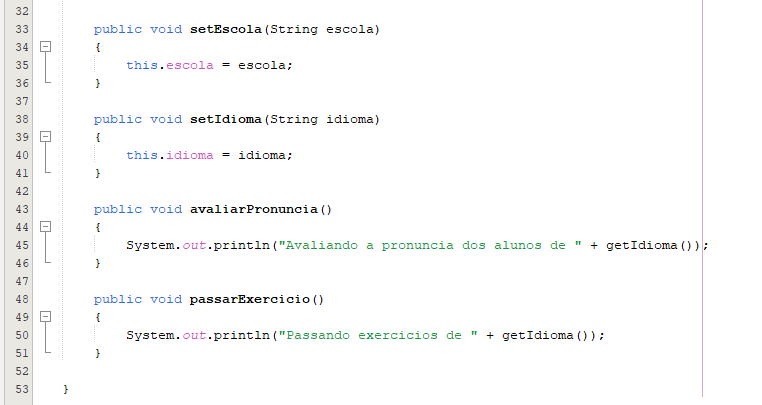 32
33 public void setEscola(String escola)
34 {
35 this.escola = escola;
36 }
37
38 public void setIdioma(String idioma)
39 {
40 this.idioma = idioma;
41 }
42
43 public void avaliarPronuncia()
44 {
45 System.out.println("Avaliando a pronuncia dos alunos de " + getIdioma());
46 }
47
48 public void passarExercicio()
49 {
50 System.out.println("Passando exercicios de " + getIdioma());
51 }
52
53 }